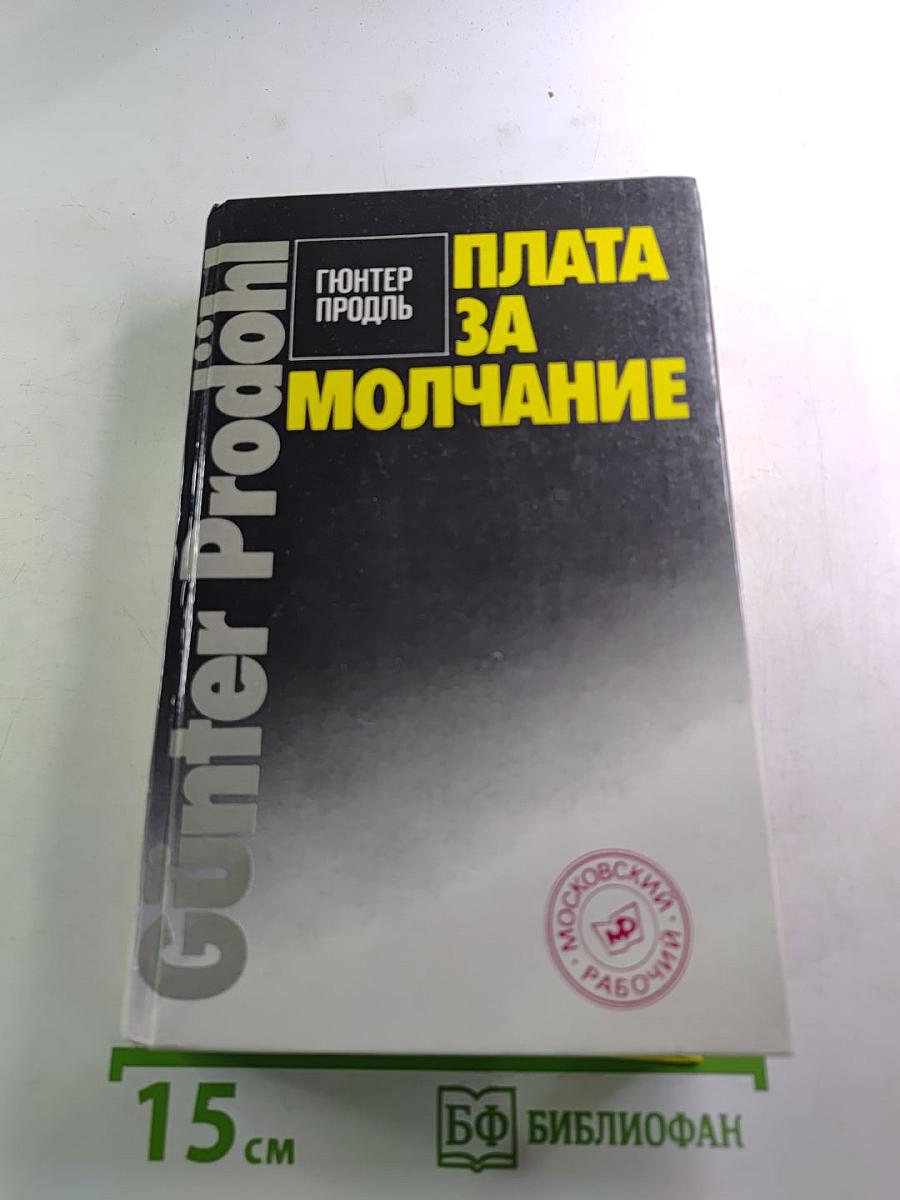 Günter Prodöhl
ГЮНТЕР
ПРОДЛЬ
ПЛАТА
ЗА
МОЛЧАНИЕ
МОСКОВСКИЙ
РАБОЧИЙ
МР
15 см
БФ БИБЛИОФАН